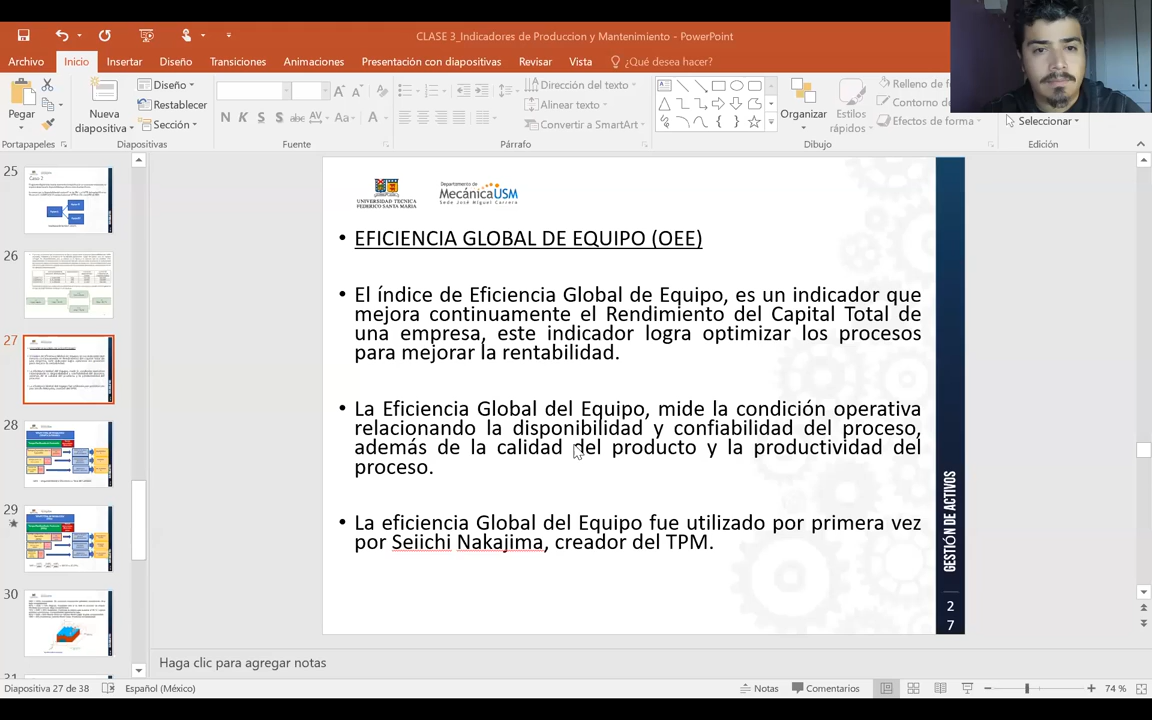 CLASE 3_Indicadores de Produccion y Mantenimiento - PowerPoint
Archivo Inicio Insertar Diseño Transiciones Animaciones Presentación con diapositivas Revisar Vista ¿Qué desea hacer?
Pegar
Portapapeles
Nueva diapositiva
Diseño
Restablecer
Sección
Diapositivas
N K S S abc AV Aa A
Fuente
Dirección del texto
Alinear texto
Convertir a SmartArt
Párrafo
Organizar
Estilos rápidos
Relleno de
Contorno de
Efectos de forma
Dibujo
Seleccionar
Edición
25
26
27
28
29
30
UNIVERSIDAD TECNICA
FEDERICO SANTA MARIA
Departamento de
MecánicaUSM
Sede José Miguel Carrera
• EFICIENCIA GLOBAL DE EQUIPO (OEE)
• El índice de Eficiencia Global de Equipo, es un indicador que
mejora continuamente el Rendimiento del Capital Total de
una empresa, este indicador logra optimizar los procesos
para mejorar la rentabilidad.
• La Eficiencia Global del Equipo, mide la condición operativa
relacionando la disponibilidad y confiabilidad del proceso,
además de la calidad del producto y la productividad del
proceso.
• La eficiencia Global del Equipo fue utilizado por primera vez
por Seiichi Nakajima, creador del TPM.
GESTIÓN DE ACTIVOS
2
7
Haga clic para agregar notas
Diapositiva 27 de 38 Español (México) Notas Comentarios 74 %